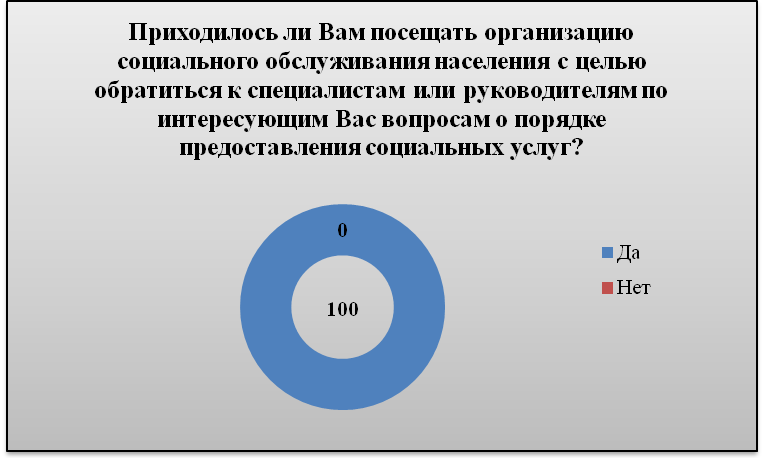 Приходилось ли Вам посещать организацию
социального обслуживания населения с целью
обратиться к специалистам или руководителям по
интересующим Вас вопросам о порядке
предоставления социальных услуг?
0
100
Да
Нет